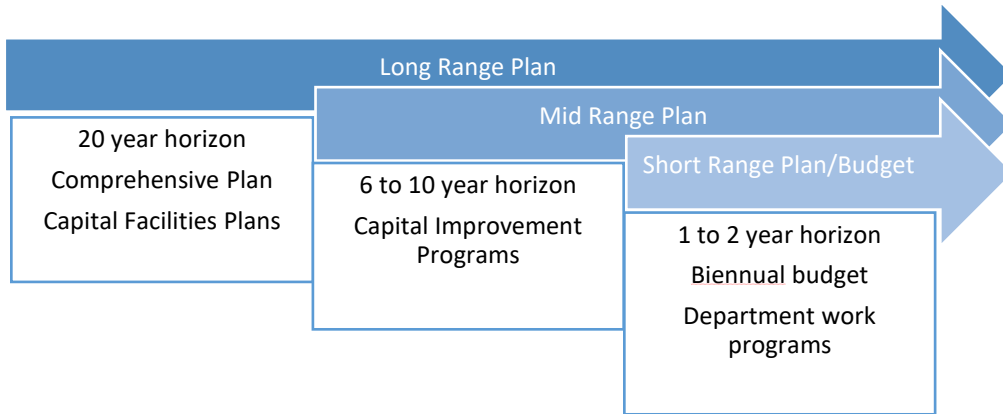 Long Range Plan
Mid Range Plan
Short Range Plan/Budget
20 year horizon
Comprehensive Plan
Capital Facilities Plans
6 to 10 year horizon
Capital Improvement
Programs
1 to 2 year horizon
Biennual budget
Department work
programs